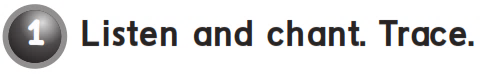 1 Listen and chant. Trace.